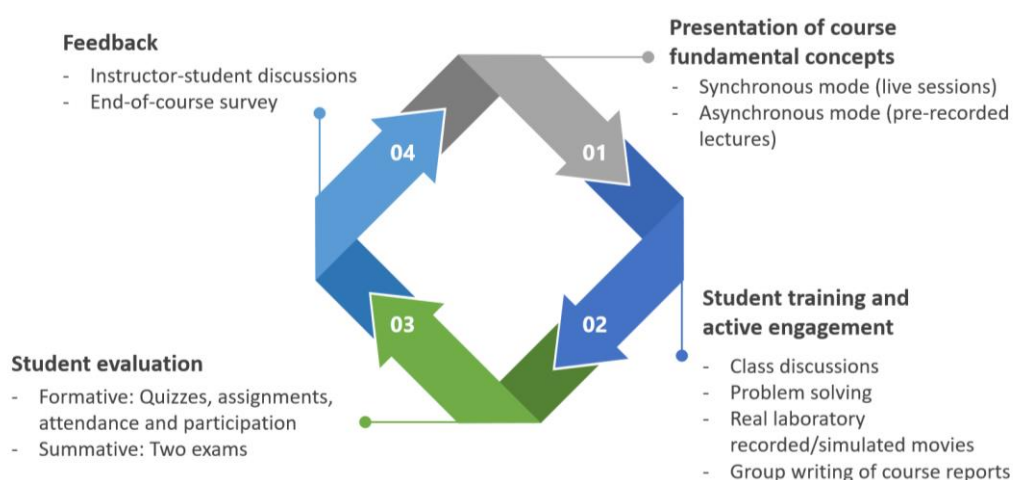 Feedback
- Instructor-student discussions
- End-of-course survey
Presentation of course
fundamental concepts
- Synchronous mode (live sessions)
- Asynchronous mode (pre-recorded
lectures)
04
01
03
02
Student training and
active engagement
- Class discussions
- Problem solving
- Real laboratory
recorded/simulated movies
- Group writing of course reports
Student evaluation
- Formative: Quizzes, assignments,
attendance and participation
- Summative: Two exams